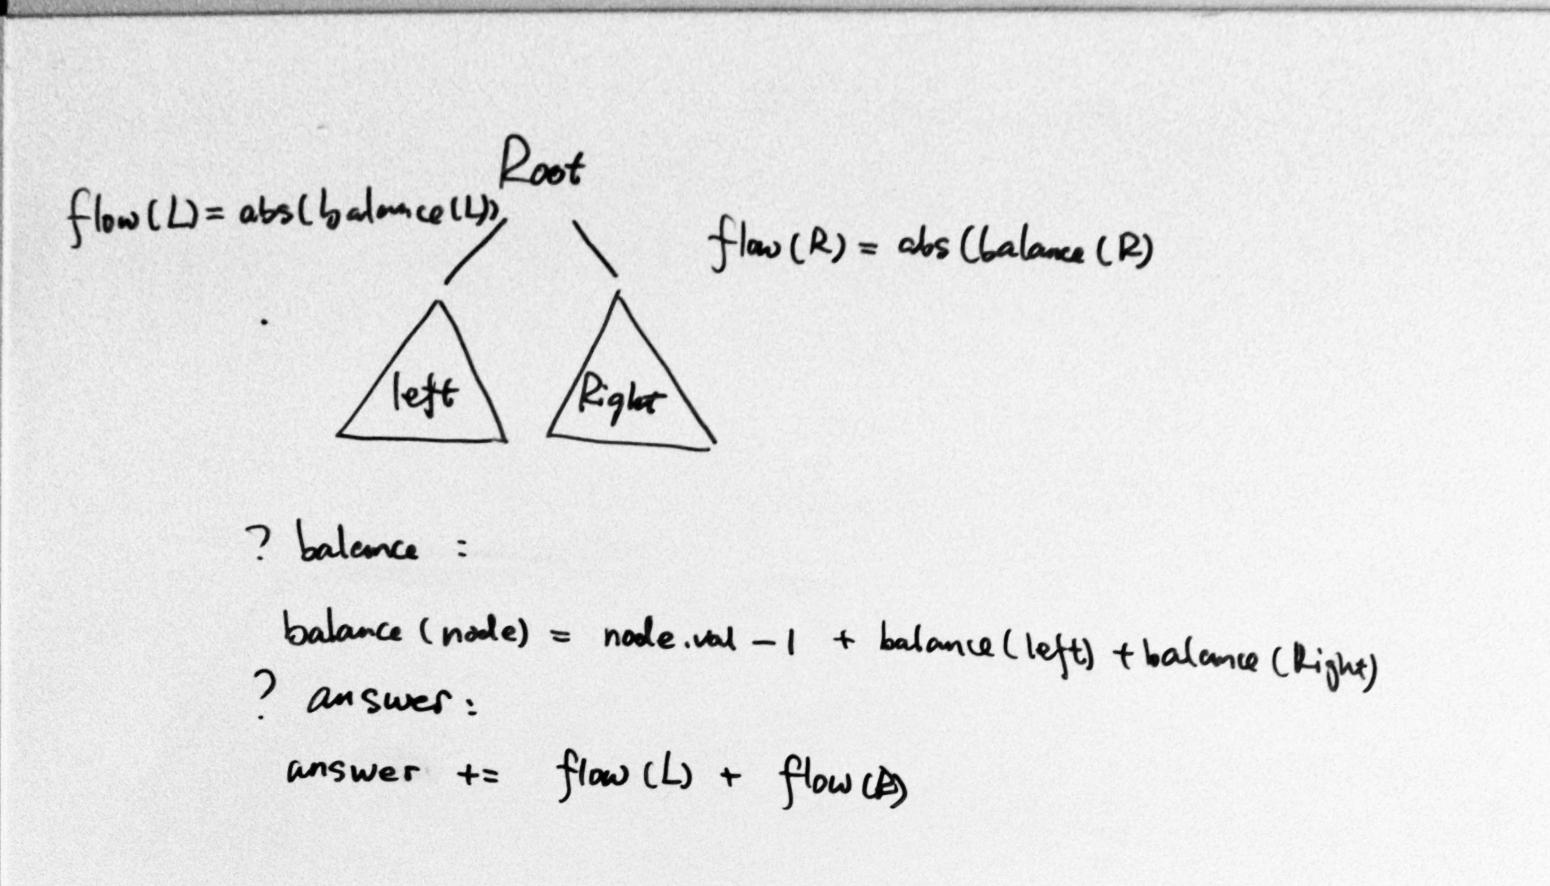 Root
flow(L) = abs(balance(L))
flow(R) = abs(balance(R)
left
Right
? balance :
balance(node) = node.val - 1 + balance(left) + balance(Right)
? answer :
answer += flow(L) + flow(R)